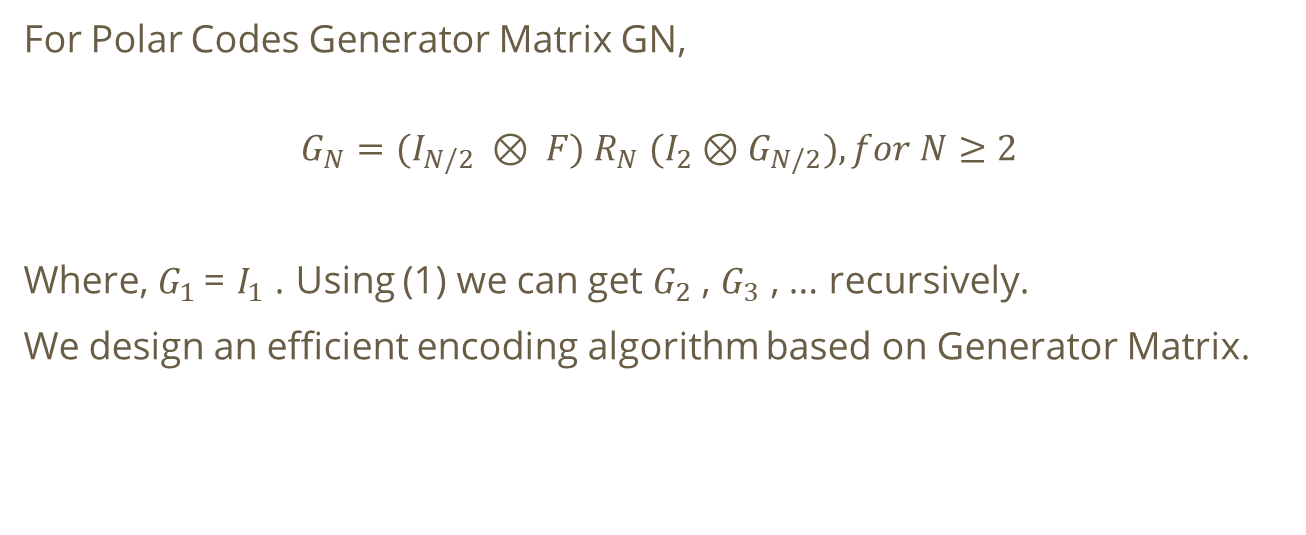 For Polar Codes Generator Matrix GN,
G_N = (I_{N/2} ⊗ F) R_N (I_2 ⊗ G_{N/2}), for N ≥ 2
Where, G_1 = I_1 . Using (1) we can get G_2 , G_3 , ... recursively.
We design an efficient encoding algorithm based on Generator Matrix.